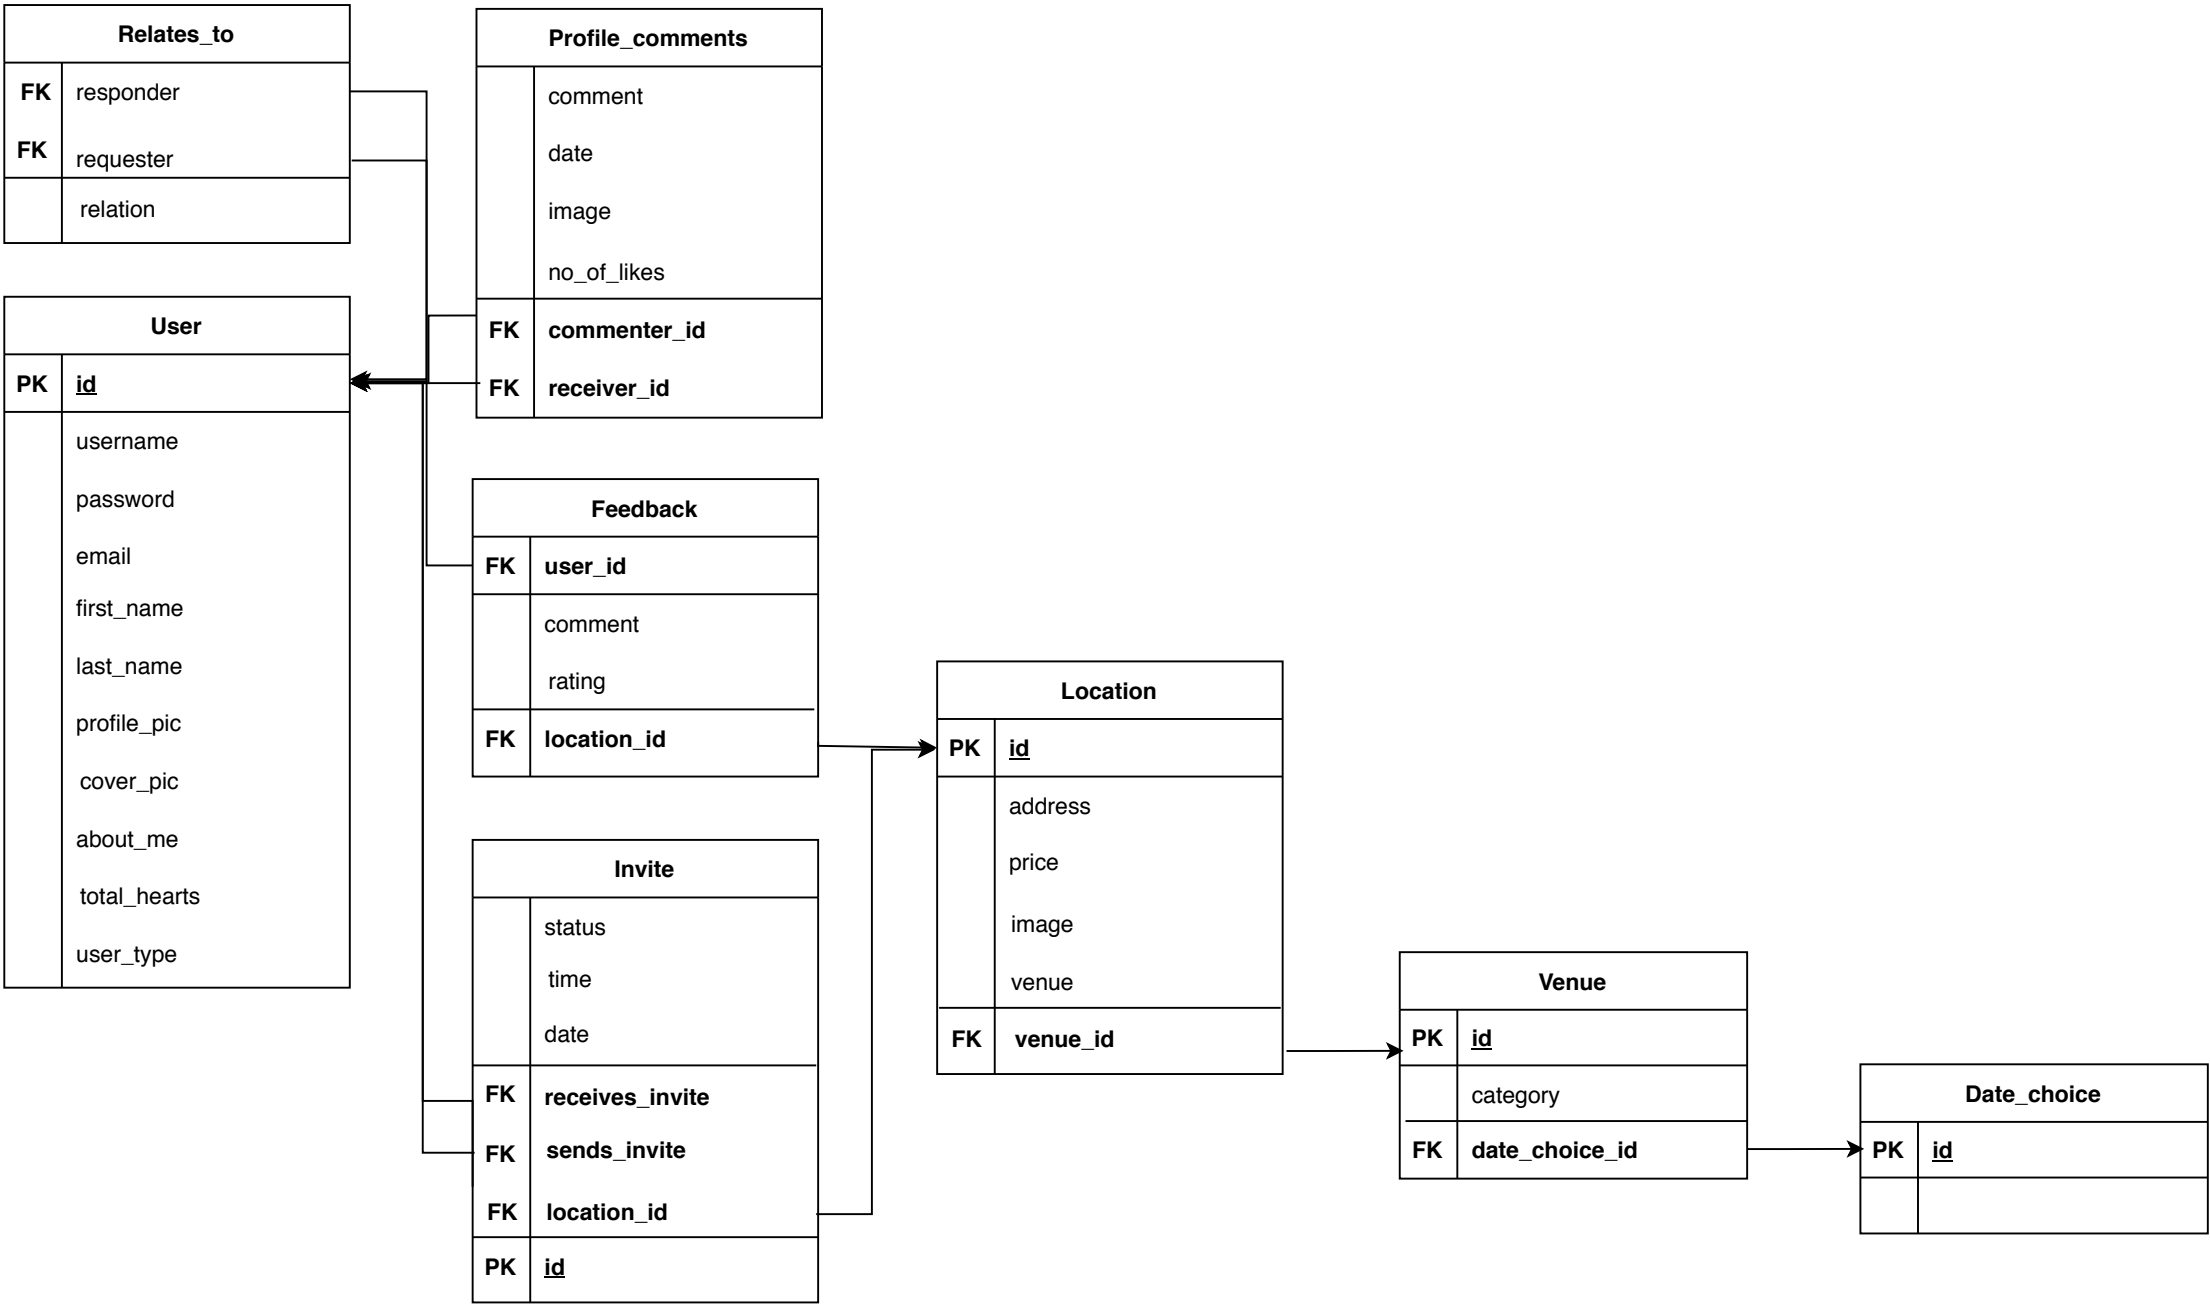 Relates_to
FK responder
FK requester
relation
User
PK id
username
password
email
first_name
last_name
profile_pic
cover_pic
about_me
total_hearts
user_type
Profile_comments
comment
date
image
no_of_likes
FK commenter_id
FK receiver_id
Feedback
FK user_id
comment
rating
FK location_id
Invite
status
time
date
FK receives_invite
FK sends_invite
FK location_id
PK id
Location
PK id
address
price
image
venue
FK venue_id
Venue
PK id
category
FK date_choice_id
Date_choice
PK id